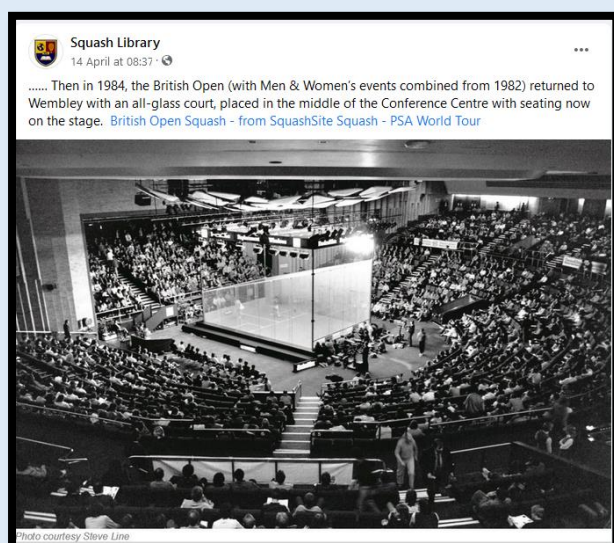 Squash Library
14 April at 08:37 ·
...... Then in 1984, the British Open (with Men & Women's events combined from 1982) returned to
Wembley with an all-glass court, placed in the middle of the Conference Centre with seating now
on the stage. British Open Squash - from SquashSite Squash - PSA World Tour
Photo courtesy Steve Line